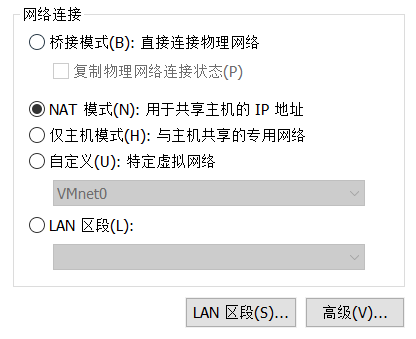 网络连接
桥接模式(B): 直接连接物理网络
复制物理网络连接状态(P)
NAT 模式(N): 用于共享主机的 IP 地址
仅主机模式(H): 与主机共享的专用网络
自定义(U): 特定虚拟网络
VMnet0
LAN 区段(L):
LAN 区段(S)... 高级(V)...